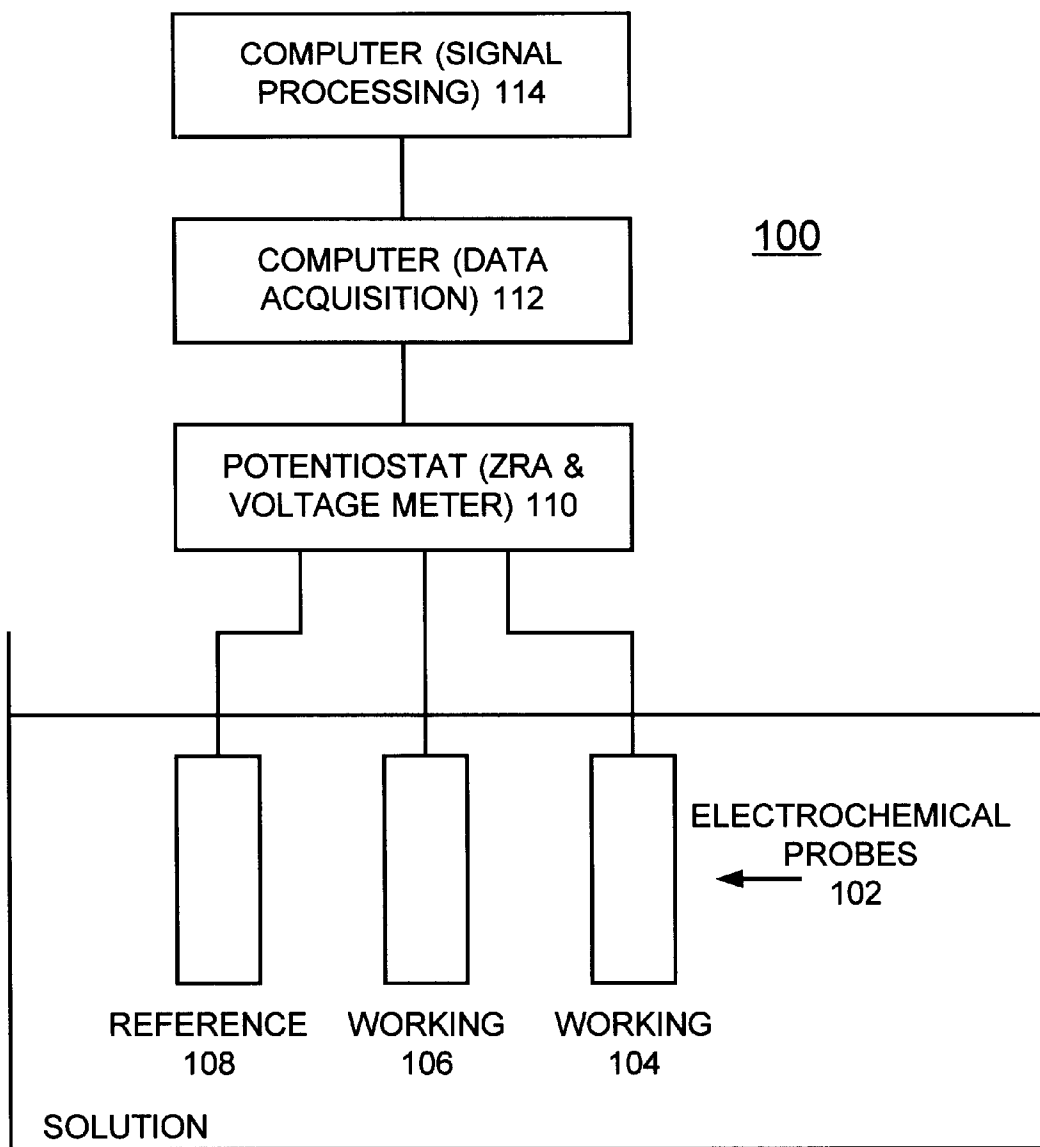 COMPUTER (SIGNAL
PROCESSING) 114
100
COMPUTER (DATA
ACQUISITION) 112
POTENTIOSTAT (ZRA &
VOLTAGE METER) 110
ELECTROCHEMICAL
PROBES
102
REFERENCE
108
WORKING
106
WORKING
104
SOLUTION